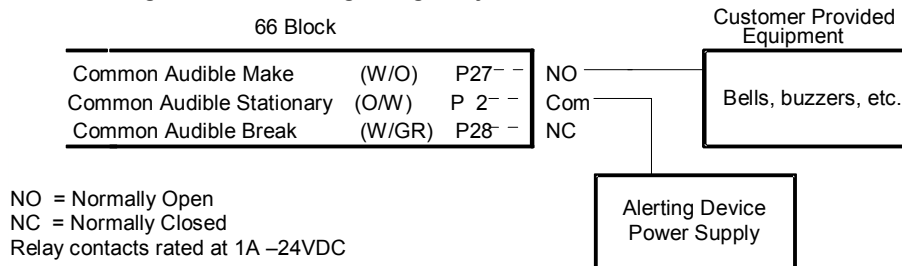 66 Block
Customer Provided
Equipment
Common Audible Make (W/O) P27 NO
Common Audible Stationary (O/W) P 2 Com
Common Audible Break (W/GR) P28 NC
Bells, buzzers, etc.
NO = Normally Open
NC = Normally Closed
Relay contacts rated at 1A –24VDC
Alerting Device
Power Supply